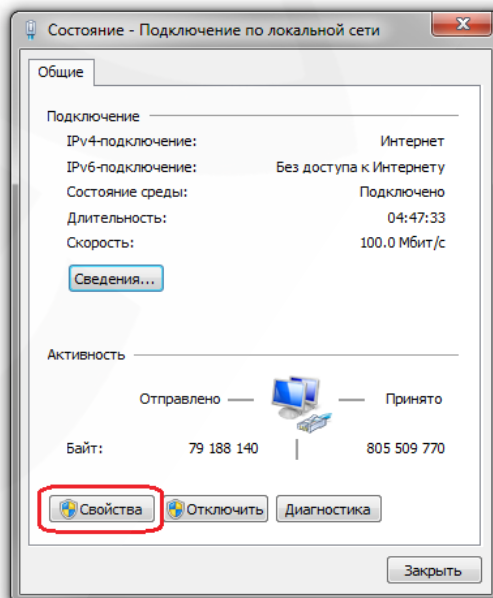 Состояние - Подключение по локальной сети
Общие
Подключение
IPv4-подключение: Интернет
IPv6-подключение: Без доступа к Интернету
Состояние среды: Подключено
Длительность: 04:47:33
Скорость: 100.0 Мбит/с
Сведения...
Активность
Отправлено Принято
Байт: 79 188 140 805 509 770
Свойства Отключить Диагностика
Закрыть